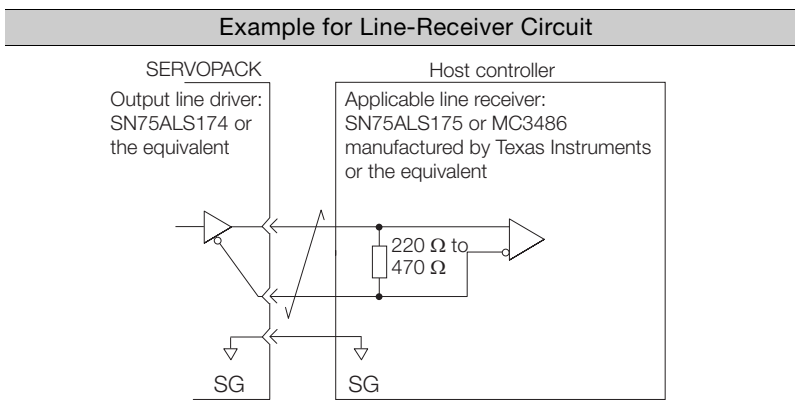 Example for Line-Receiver Circuit
SERVOPACK
Host controller
Output line driver:
SN75ALS174 or
the equivalent
Applicable line receiver:
SN75ALS175 or MC3486
manufactured by Texas Instruments
or the equivalent
220 Ω to
470 Ω
SG
SG